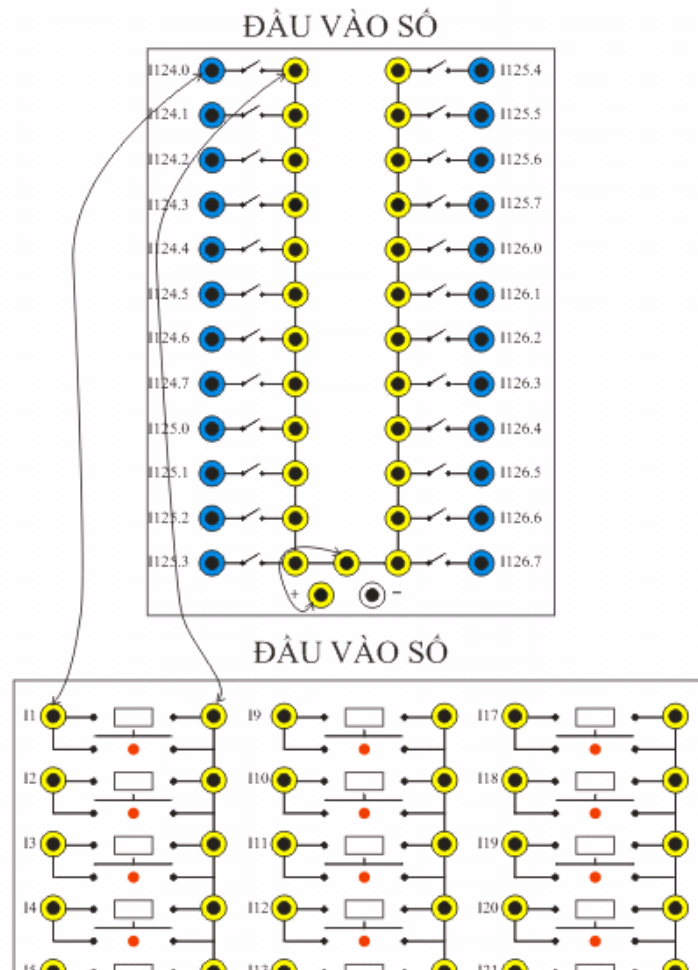 ĐẦU VÀO SỐ
I124.0 I125.4
I124.1 I125.5
I124.2 I125.6
I124.3 I125.7
I124.4 I126.0
I124.5 I126.1
I124.6 I126.2
I124.7 I126.3
I125.0 I126.4
I125.1 I126.5
I125.2 I126.6
I125.3 I126.7
+ -
ĐẦU VÀO SỐ
I1 I9 I17
I2 I10 I18
I3 I11 I19
I4 I12 I20
I5 I13 I21